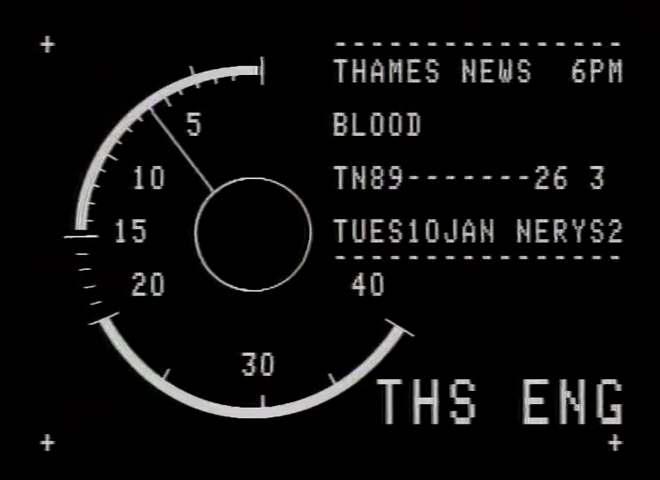 THAMES NEWS 6PM
BLOOD
TN89-------26 3
TUES10JAN NERYS2
5
10
15
20
30
40
THS ENG